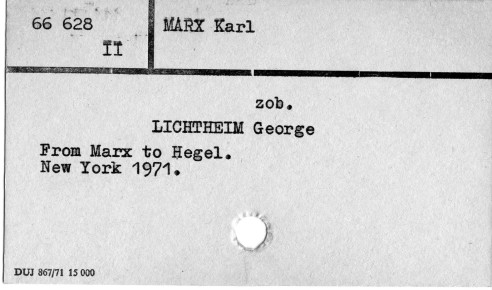 66 628
II
MARX Karl
zob.
LICHTHEIM George
From Marx to Hegel.
New York 1971.
DUJ 867/71 15 000